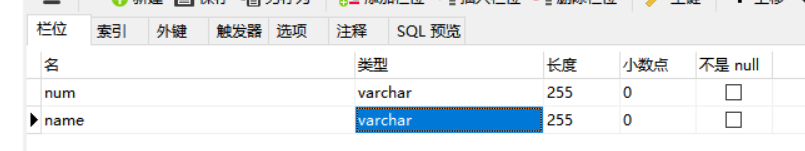 栏位 索引 外键 触发器 选项 注释 SQL 预览
名 类型 长度 小数点 不是 null
num varchar 255 0
name varchar 255 0